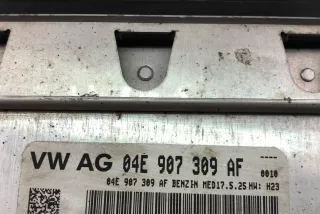 VW AG 04E 907 309 AF ----
0010
04E 907 309 AF BENZIN MED17.5.25 HW: H23